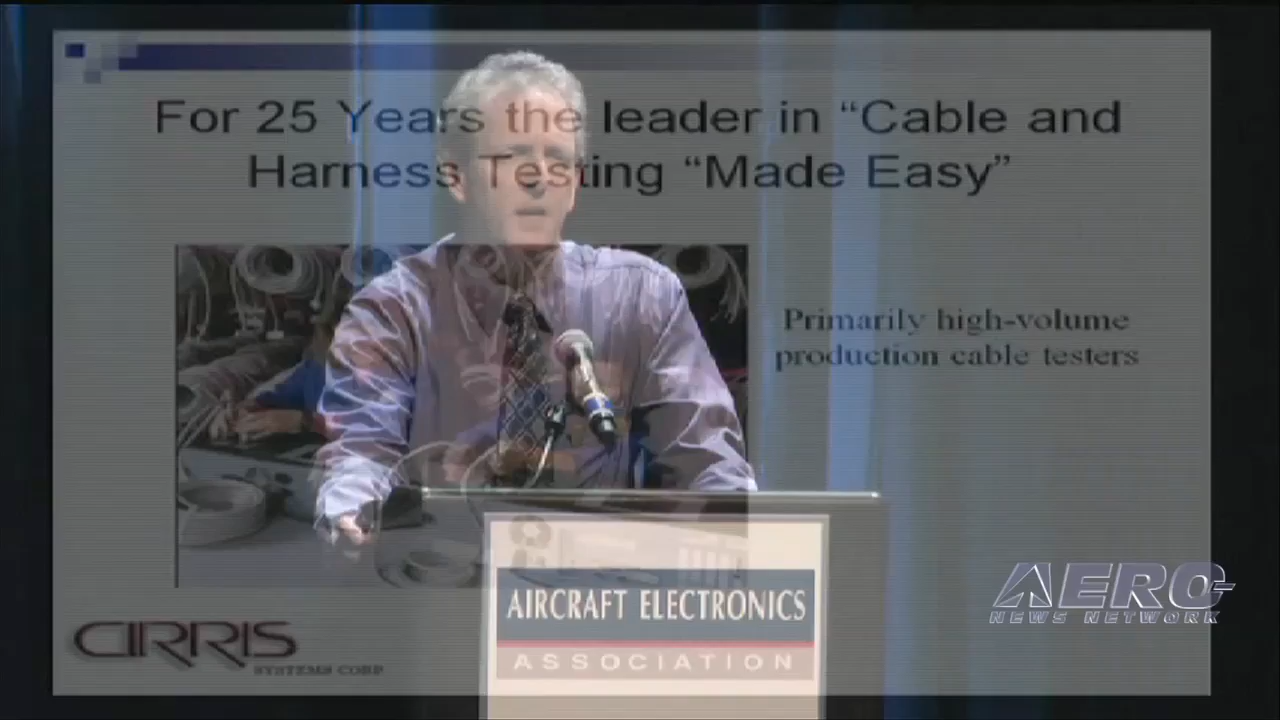 For 25 Years the leader in “Cable and
Harness Testing “Made Easy”
Primarily high-volume
production cable testers
CIRRIS
SYSTEMS CORP
AIRCRAFT ELECTRONICS
ASSOCIATION
AERO
NEWS NETWORK